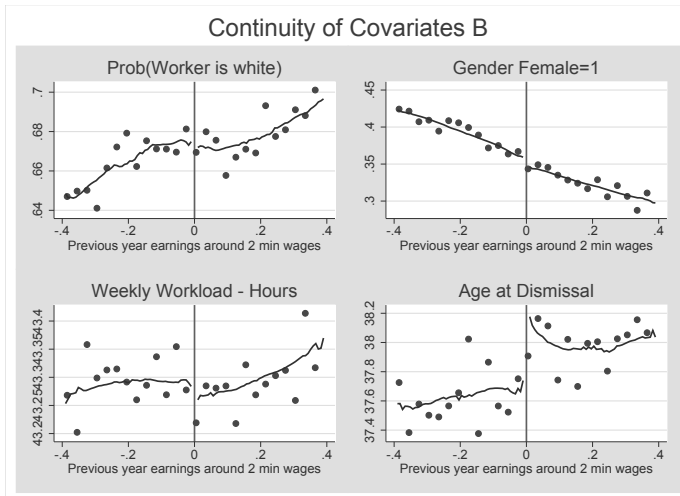 Continuity of Covariates B
Prob(Worker is white)
.64 .66 .68 .7
-.4 -.2 0 .2 .4
Previous year earnings around 2 min wages
Gender Female=1
.3 .35 .4 .45
-.4 -.2 0 .2 .4
Previous year earnings around 2 min wages
Weekly Workload - Hours
43.243.2543.343.3543.4
-.4 -.2 0 .2 .4
Previous year earnings around 2 min wages
Age at Dismissal
37.4 37.6 37.8 38 38.2
-.4 -.2 0 .2 .4
Previous year earnings around 2 min wages